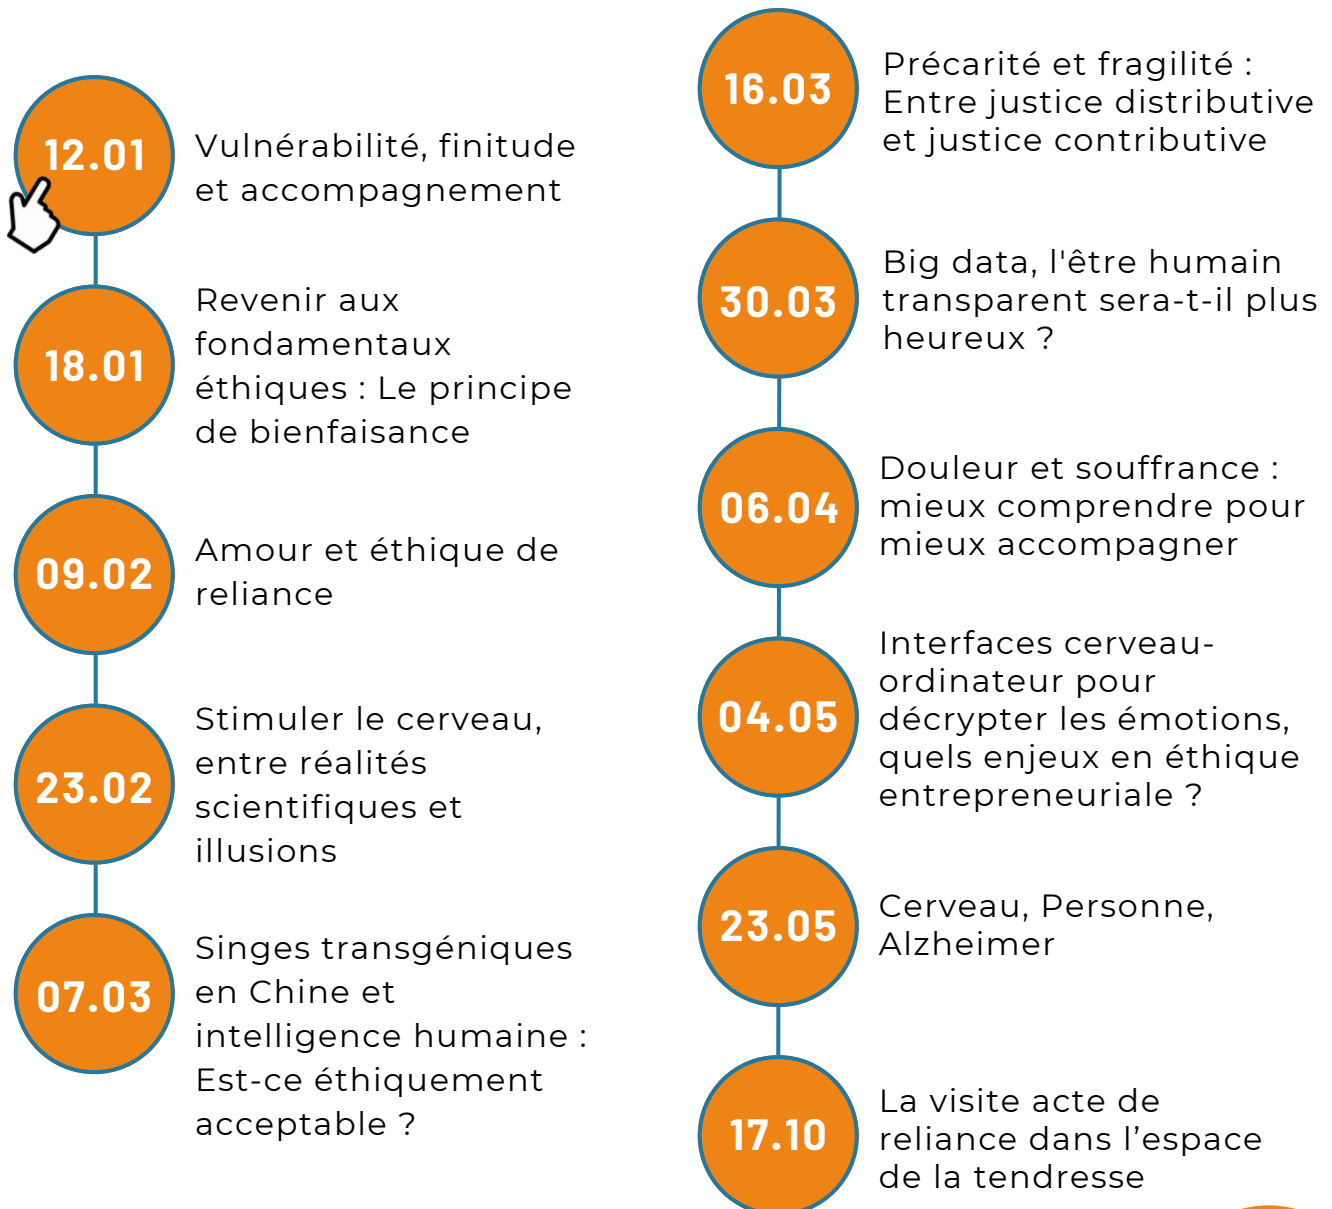 12.01
Vulnérabilité, finitude
et accompagnement
18.01
Revenir aux
fondamentaux
éthiques : Le principe
de bienfaisance
09.02
Amour et éthique de
reliance
23.02
Stimuler le cerveau,
entre réalités
scientifiques et
illusions
07.03
Singes transgéniques
en Chine et
intelligence humaine :
Est-ce éthiquement
acceptable ?
16.03
Précarité et fragilité :
Entre justice distributive
et justice contributive
30.03
Big data, l'être humain
transparent sera-t-il plus
heureux ?
06.04
Douleur et souffrance :
mieux comprendre pour
mieux accompagner
04.05
Interfaces cerveau-
ordinateur pour
décrypter les émotions,
quels enjeux en éthique
entrepreneuriale ?
23.05
Cerveau, Personne,
Alzheimer
17.10
La visite acte de
reliance dans l’espace
de la tendresse